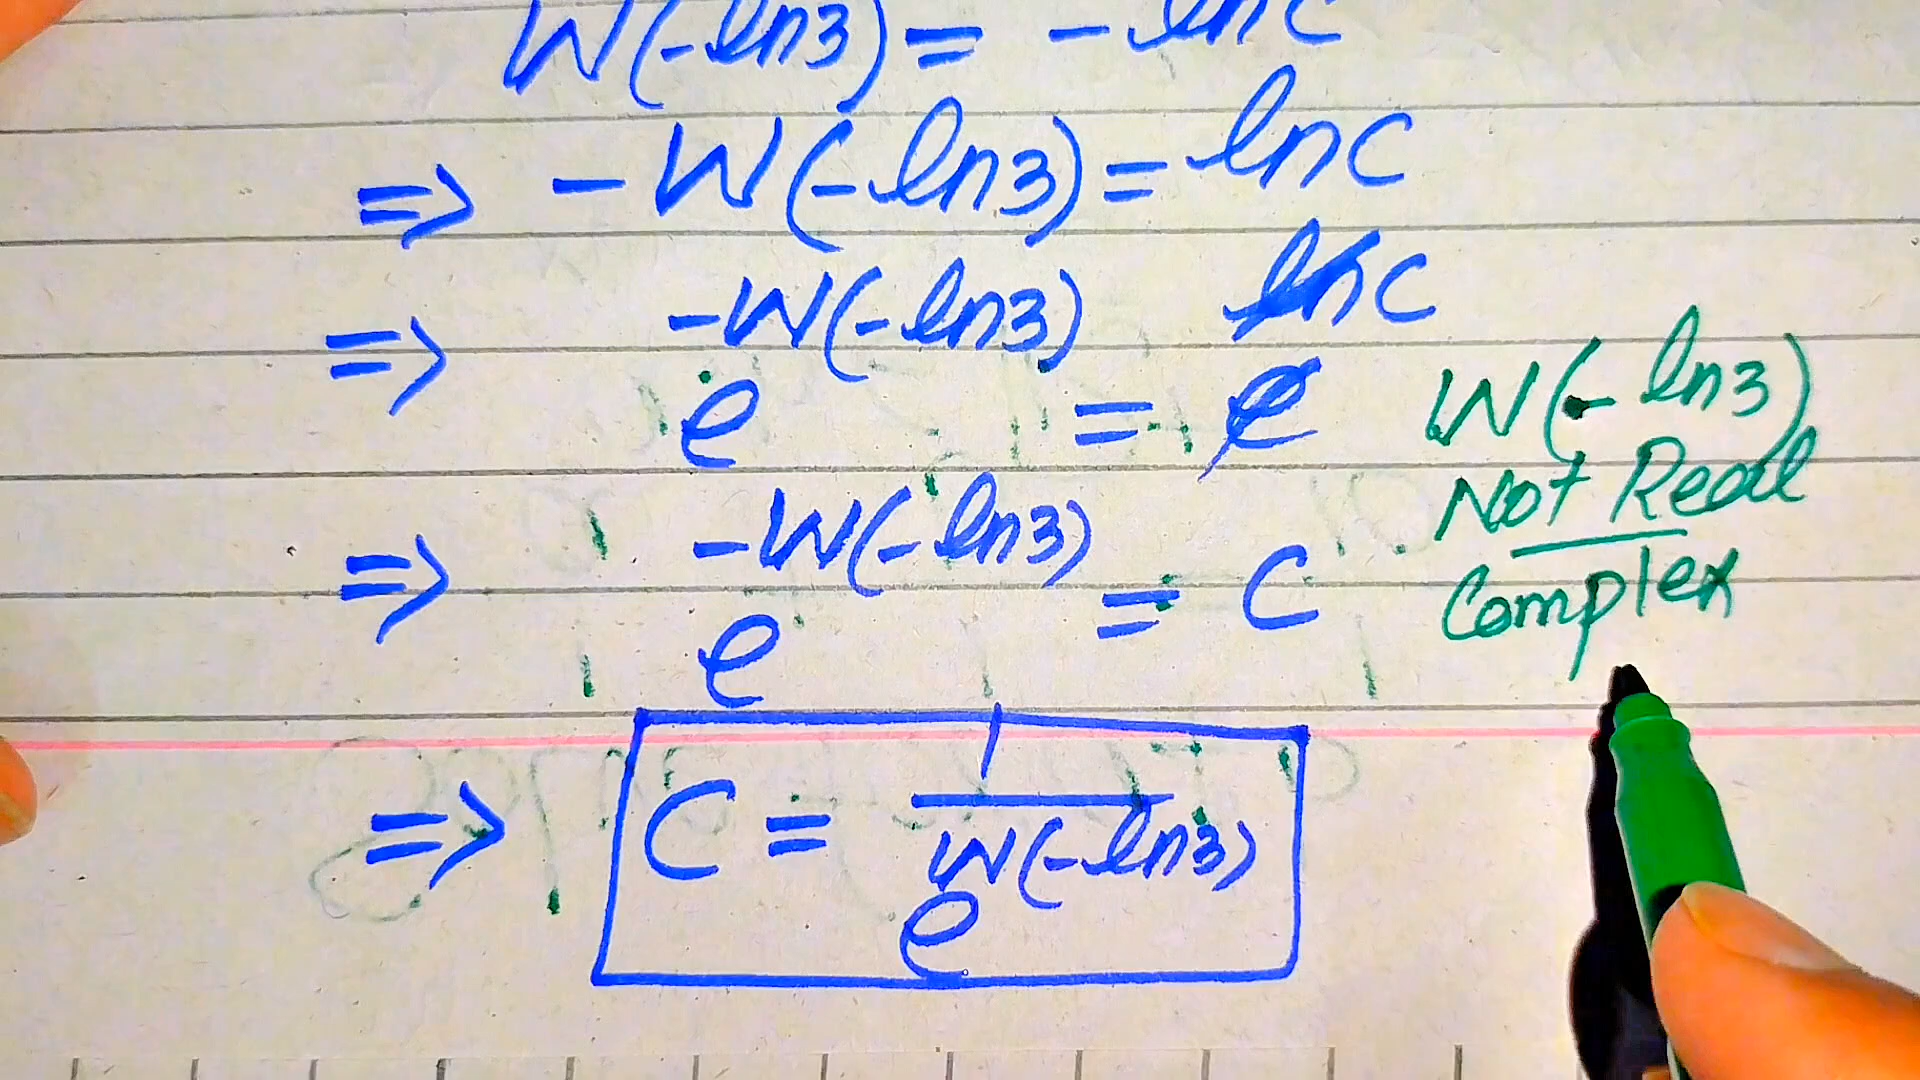 W(-ln3) = -lnC
=> -W(-ln3) = lnC
=> e^{-W(-ln3)} = e^{lnC}
=> e^{-W(-ln3)} = C
=> C = 1/e^{W(-ln3)}
W(-ln3)
Not Real
Complex